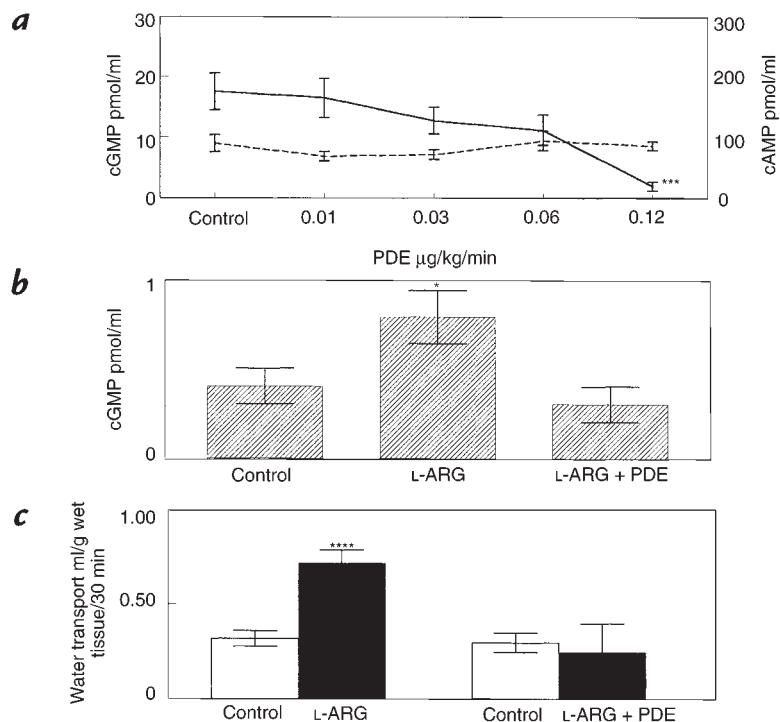 a
30
20
10
0
cGMP pmol/ml
300
200
100
0
cAMP pmol/ml
***
Control 0.01 0.03 0.06 0.12
PDE μg/kg/min
b
1
0
cGMP pmol/ml
*
Control L-ARG L-ARG + PDE
c
1.00
0.50
0
Water transport ml/g wet
tissue/30 min
****
Control L-ARG Control L-ARG + PDE